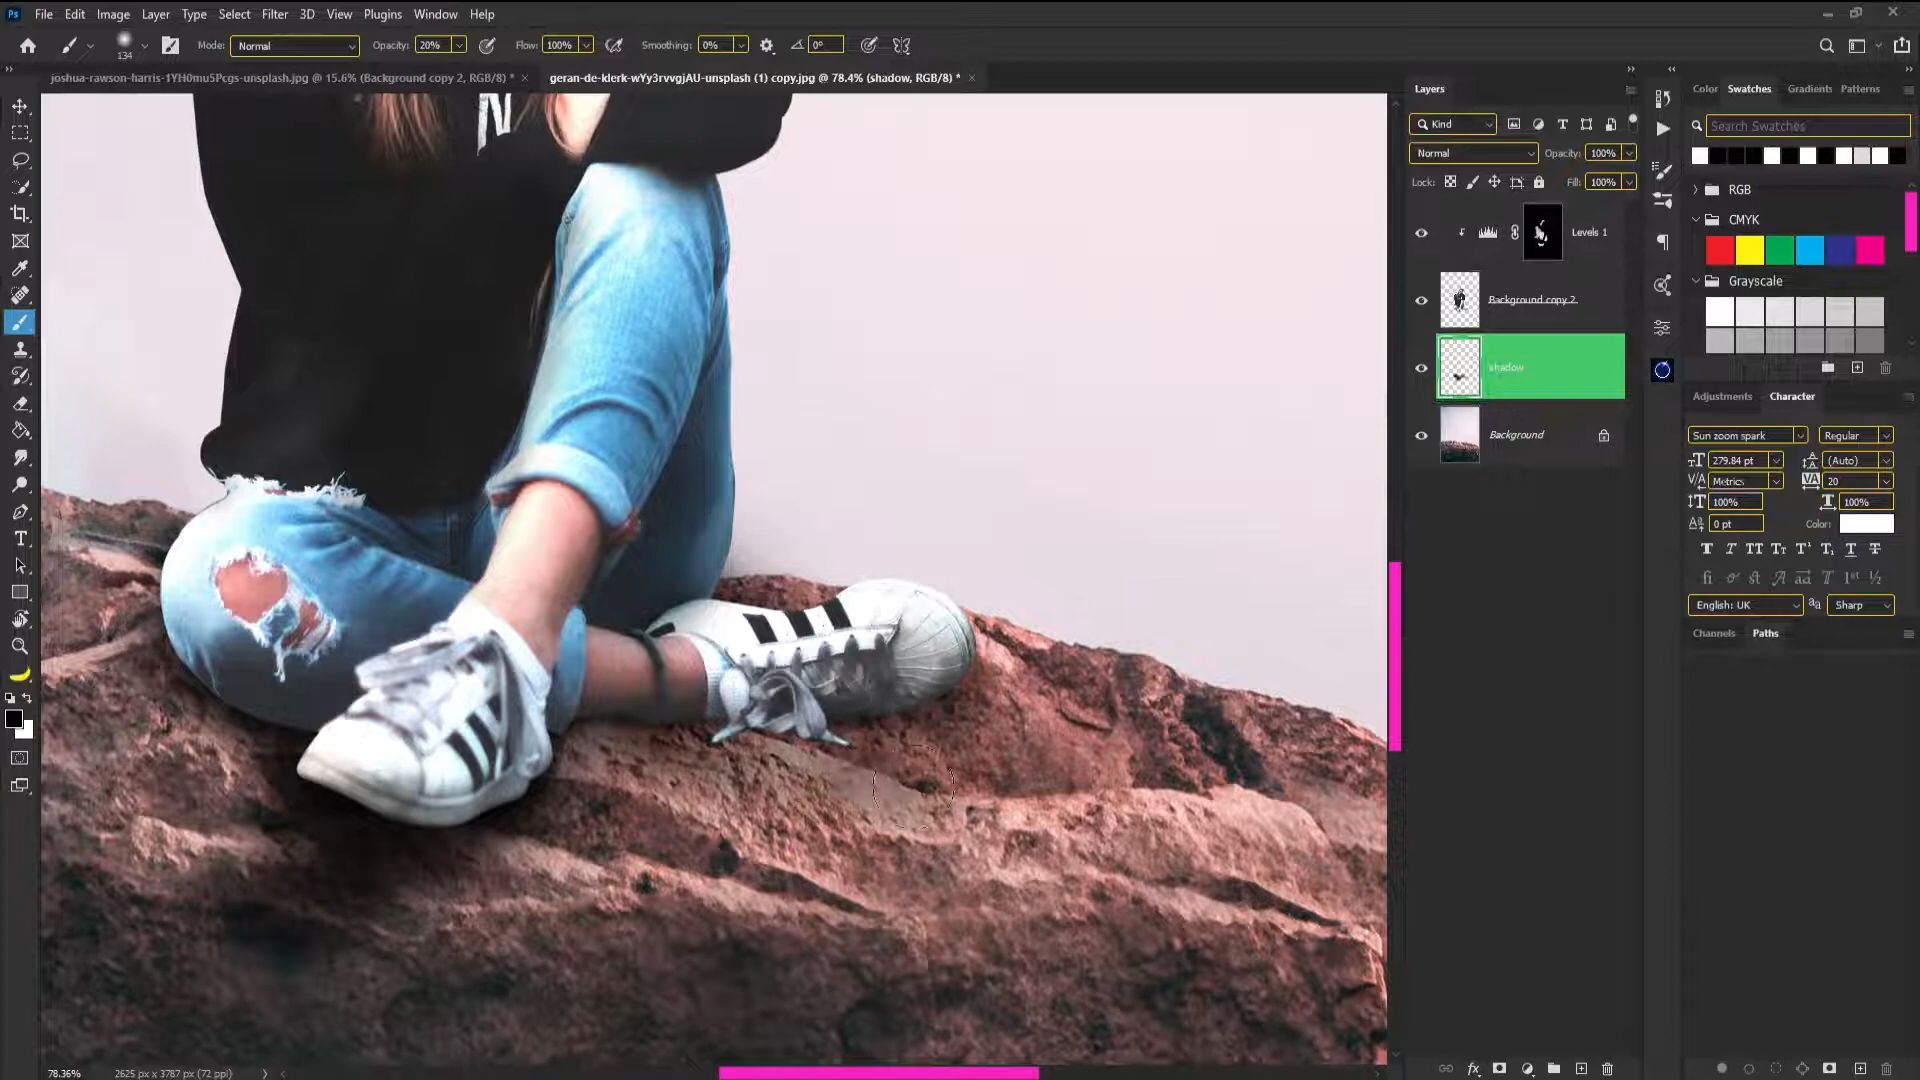 Ps File Edit Image Layer Type Select Filter 3D View Plugins Window Help
134 Mode: Normal Opacity: 20% Flow: 100% Smoothing: 0% 0°
joshua-rawson-harris-1YH0mu5Pcgs-unsplash.jpg @ 15.6% (Background copy 2, RGB/8) * ×
geran-de-klerk-wYy3rvvgjAU-unsplash (1) copy.jpg @ 78.4% (shadow, RGB/8) * ×
Layers
Kind
Normal Opacity: 100%
Lock: Fill: 100%
Levels 1
Background copy 2
shadow
Background
Color Swatches Gradients Patterns
Search Swatches
RGB
CMYK
Grayscale
Adjustments Character
Sun zoom spark Regular
279.84 pt (Auto)
Metrics 20
100% 100%
0 pt Color:
English: UK aa Sharp
Channels Paths
78.36% 2625 px x 3787 px (72 ppi)